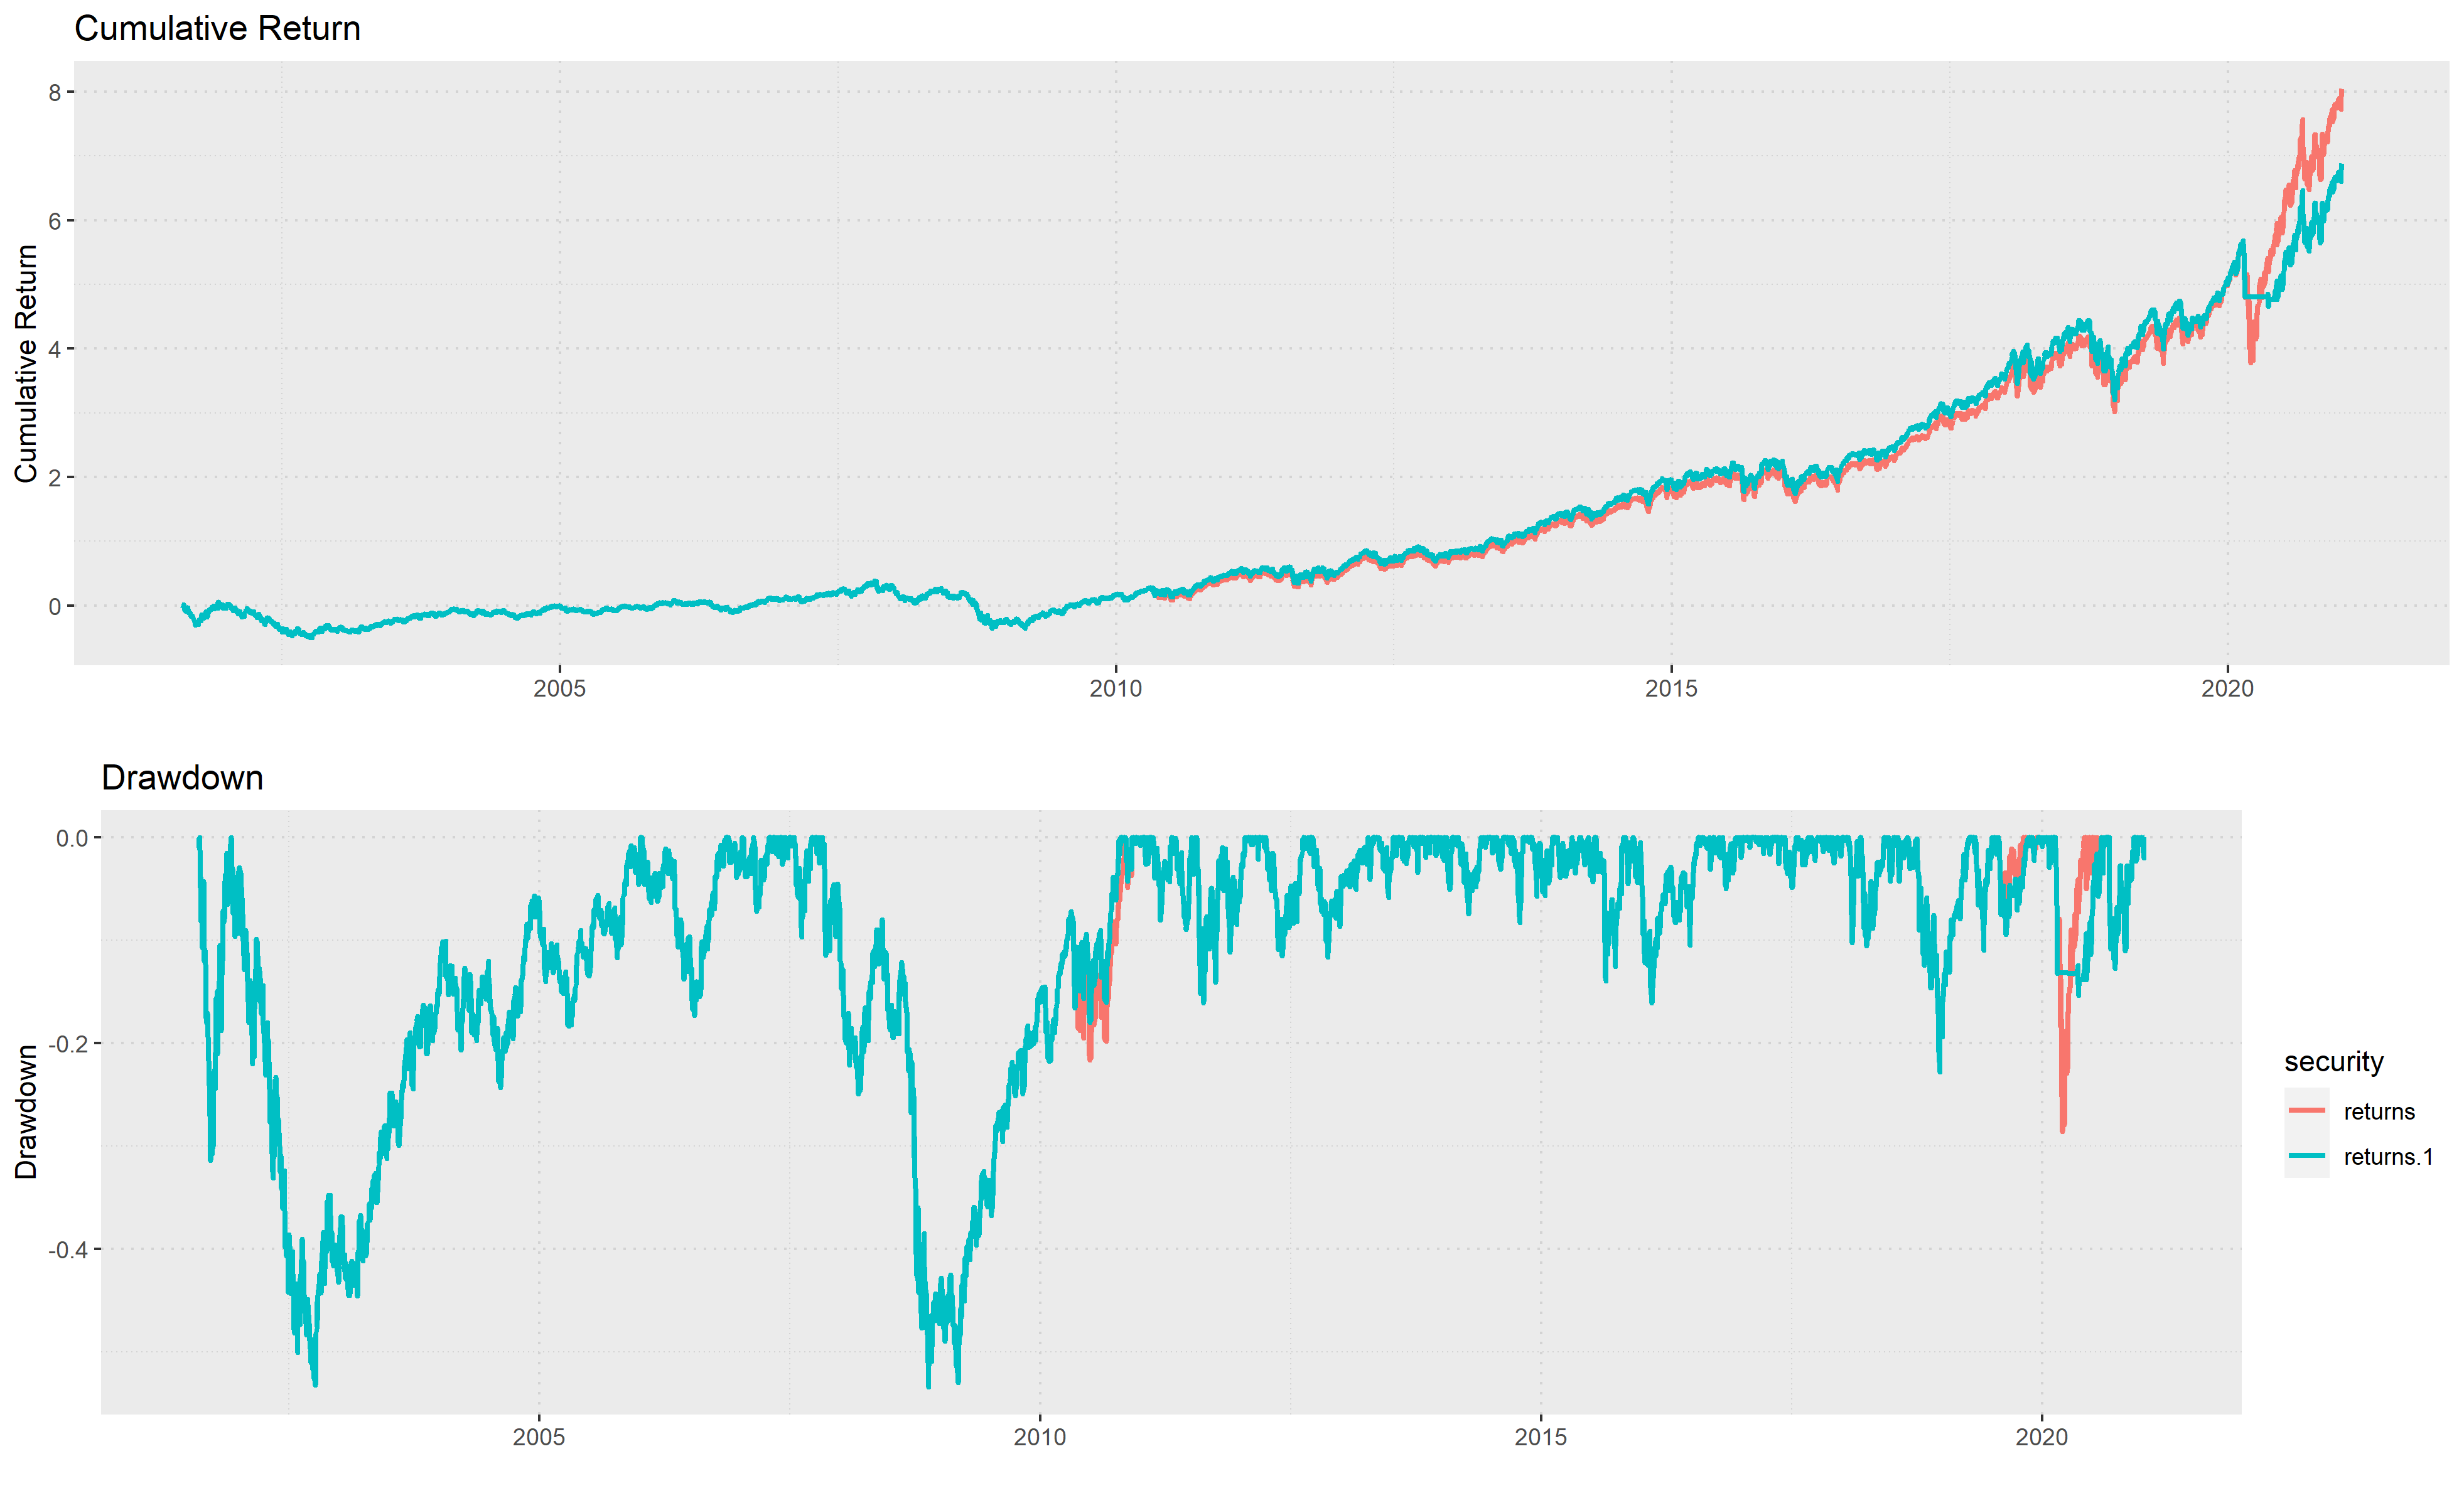 Cumulative Return
Cumulative Return
8
6
4
2
0
2005 2010 2015 2020
Drawdown
Drawdown
0.0
-0.2
-0.4
2005 2010 2015 2020
security
returns
returns.1